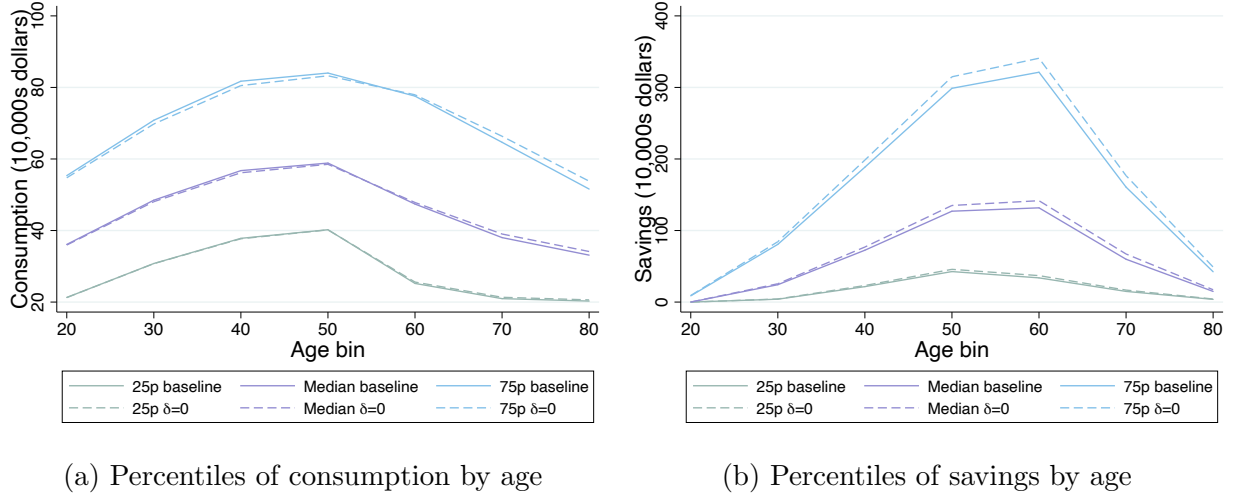 Consumption (10,000s dollars)
100
80
60
40
20
20 30 40 50 60 70 80
Age bin
25p baseline Median baseline 75p baseline
25p δ=0 Median δ=0 75p δ=0
(a) Percentiles of consumption by age
Savings (10,000s dollars)
400
300
200
100
0
20 30 40 50 60 70 80
Age bin
25p baseline Median baseline 75p baseline
25p δ=0 Median δ=0 75p δ=0
(b) Percentiles of savings by age